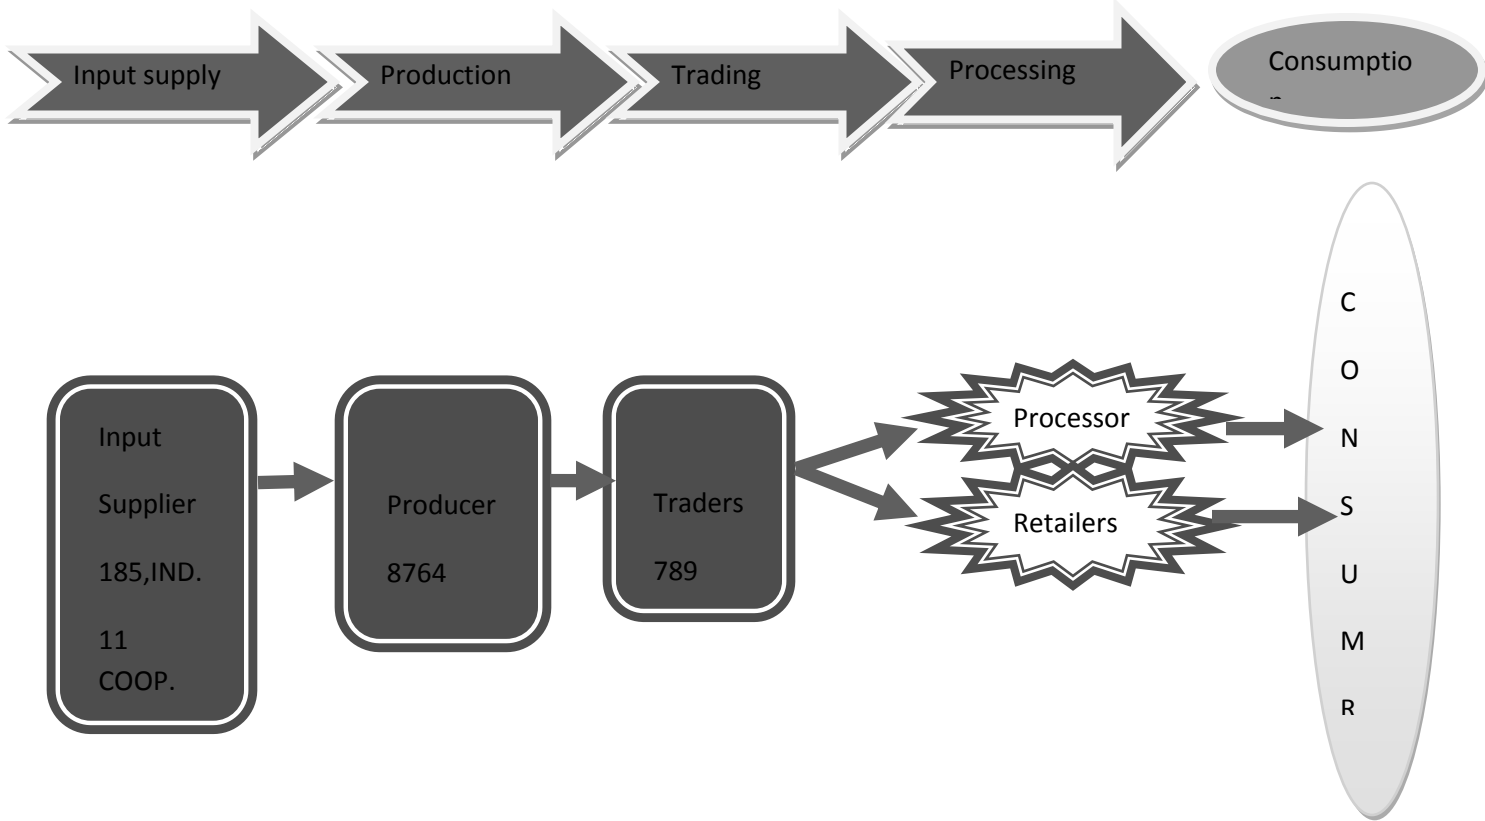 Input supply
Production
Trading
Processing
Consumptio
n
Input
Supplier
185,IND.
11
COOP.
Producer
8764
Traders
789
Processor
Retailers
C
O
N
S
U
M
R